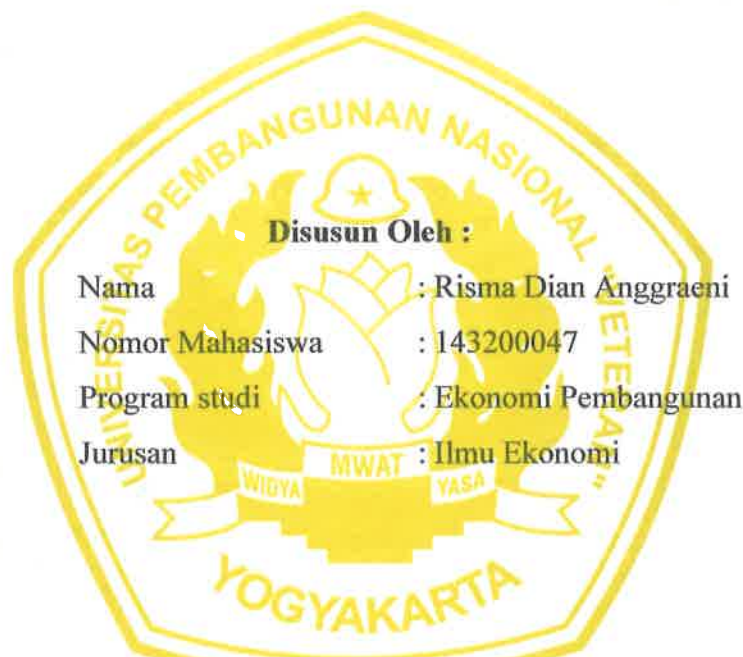 UNIVERSITAS PEMBANGUNAN NASIONAL "VETERAN"
Disusun Oleh :
Nama : Risma Dian Anggraeni
Nomor Mahasiswa : 143200047
Program studi : Ekonomi Pembangunan
Jurusan : Ilmu Ekonomi
WIDYA MWAT YASA
YOGYAKARTA